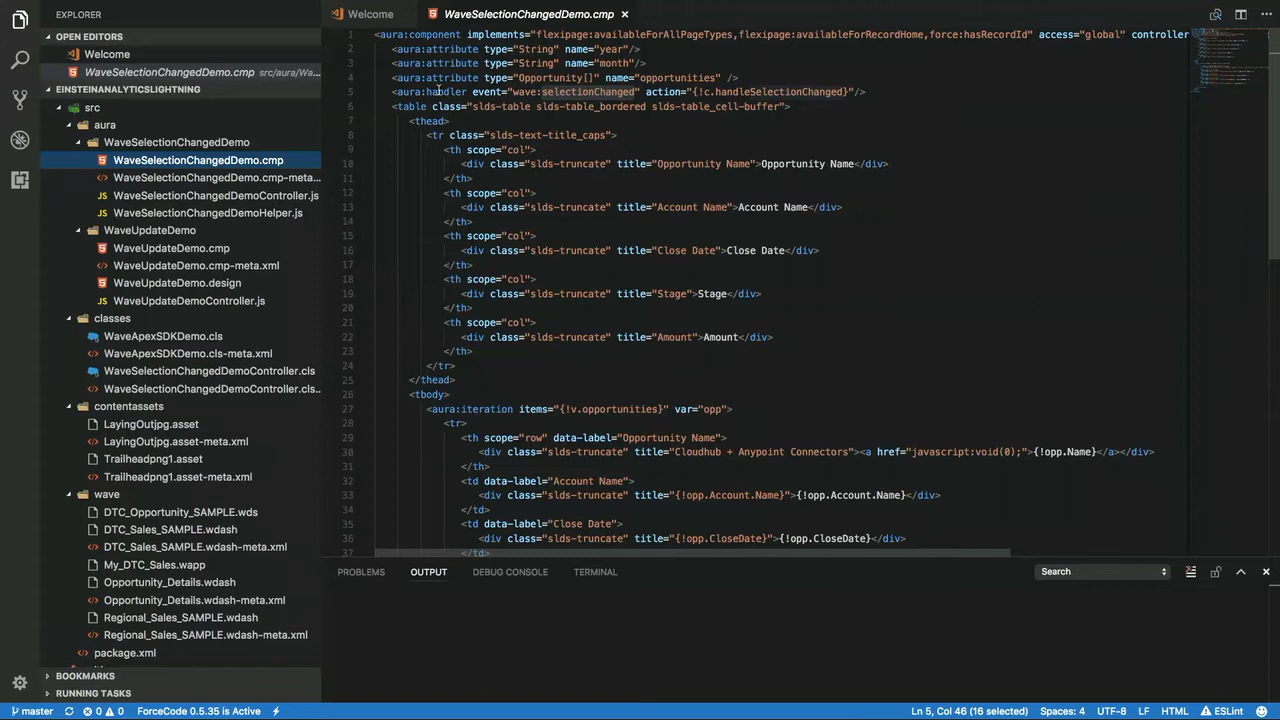 EXPLORER
Welcome
WaveSelectionChangedDemo.cmp
OPEN EDITORS
Welcome
WaveSelectionChangedDemo.cmp src/aura/Wa...
EINSTEINANALYTICSLIGHTNING
src
aura
WaveSelectionChangedDemo
WaveSelectionChangedDemo.cmp
WaveSelectionChangedDemo.cmp-meta...
JS WaveSelectionChangedDemoController.js
JS WaveSelectionChangedDemoHelper.js
WaveUpdateDemo
WaveUpdateDemo.cmp
WaveUpdateDemo.cmp-meta.xml
WaveUpdateDemo.design
JS WaveUpdateDemoController.js
classes
WaveApexSDKDemo.cls
WaveApexSDKDemo.cls-meta.xml
WaveSelectionChangedDemoController.cls
WaveSelectionChangedDemoController.cls...
contentassets
LayingOutjpg.asset
LayingOutjpg.asset-meta.xml
Trailheadpng1.asset
Trailheadpng1.asset-meta.xml
wave
DTC_Opportunity_SAMPLE.wds
DTC_Sales_SAMPLE.wdash
DTC_Sales_SAMPLE.wdash-meta.xml
My_DTC_Sales.wapp
Opportunity_Details.wdash
Opportunity_Details.wdash-meta.xml
Regional_Sales_SAMPLE.wdash
Regional_Sales_SAMPLE.wdash-meta.xml
package.xml
BOOKMARKS
RUNNING TASKS
1 <aura:component implements="flexipage:availableForAllPageTypes,flexipage:availableForRecordHome,force:hasRecordId" access="global" controller
2 <aura:attribute type="String" name="year"/>
3 <aura:attribute type="String" name="month"/>
4 <aura:attribute type="Opportunity[]" name="opportunities" />
5 <aura:handler event="wave:selectionChanged" action="{!c.handleSelectionChanged}"/>
6 <table class="slds-table slds-table_bordered slds-table_cell-buffer">
7 <thead>
8 <tr class="slds-text-title_caps">
9 <th scope="col">
10 <div class="slds-truncate" title="Opportunity Name">Opportunity Name</div>
11 </th>
12 <th scope="col">
13 <div class="slds-truncate" title="Account Name">Account Name</div>
14 </th>
15 <th scope="col">
16 <div class="slds-truncate" title="Close Date">Close Date</div>
17 </th>
18 <th scope="col">
19 <div class="slds-truncate" title="Stage">Stage</div>
20 </th>
21 <th scope="col">
22 <div class="slds-truncate" title="Amount">Amount</div>
23 </th>
24 </tr>
25 </thead>
26 <tbody>
27 <aura:iteration items="{!v.opportunities}" var="opp">
28 <tr>
29 <th scope="row" data-label="Opportunity Name">
30 <div class="slds-truncate" title="Cloudhub + Anypoint Connectors"><a href="javascript:void(0);">{!opp.Name}</a></div>
31 </th>
32 <td data-label="Account Name">
33 <div class="slds-truncate" title="{!opp.Account.Name}">{!opp.Account.Name}</div>
34 </td>
35 <td data-label="Close Date">
36 <div class="slds-truncate" title="{!opp.CloseDate}">{!opp.CloseDate}</div>
37 </td>
PROBLEMS OUTPUT DEBUG CONSOLE TERMINAL Search
master 0 0 ForceCode 0.5.35 is Active Ln 5, Col 46 (16 selected) Spaces: 4 UTF-8 LF HTML ESLint